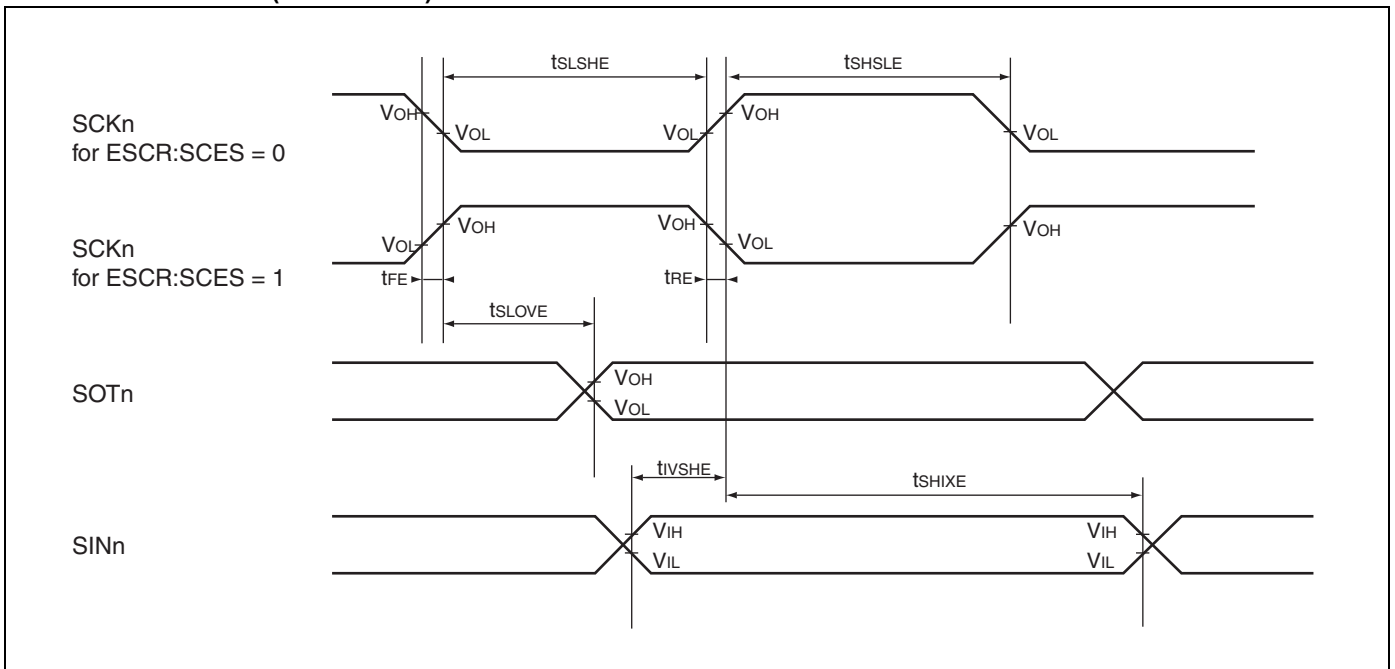 tSLSHE tSHSLE
SCKn
for ESCR:SCES = 0
VOH VOL VOL VOH VOL
SCKn
for ESCR:SCES = 1
VOL VOH VOH VOL VOH
tFE tRE
tSLOVE
SOTn
VOH
VOL
tIVSHE tSHIXE
SINn
VIH VIH
VIL VIL